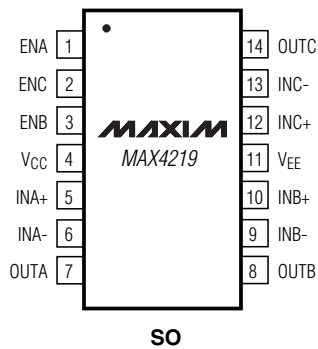 ENA 1 14 OUTC
ENC 2 13 INC-
ENB 3 12 INC+
MAXIM
VCC 4 MAX4219 11 VEE
INA+ 5 10 INB+
INA- 6 9 INB-
OUTA 7 8 OUTB
SO